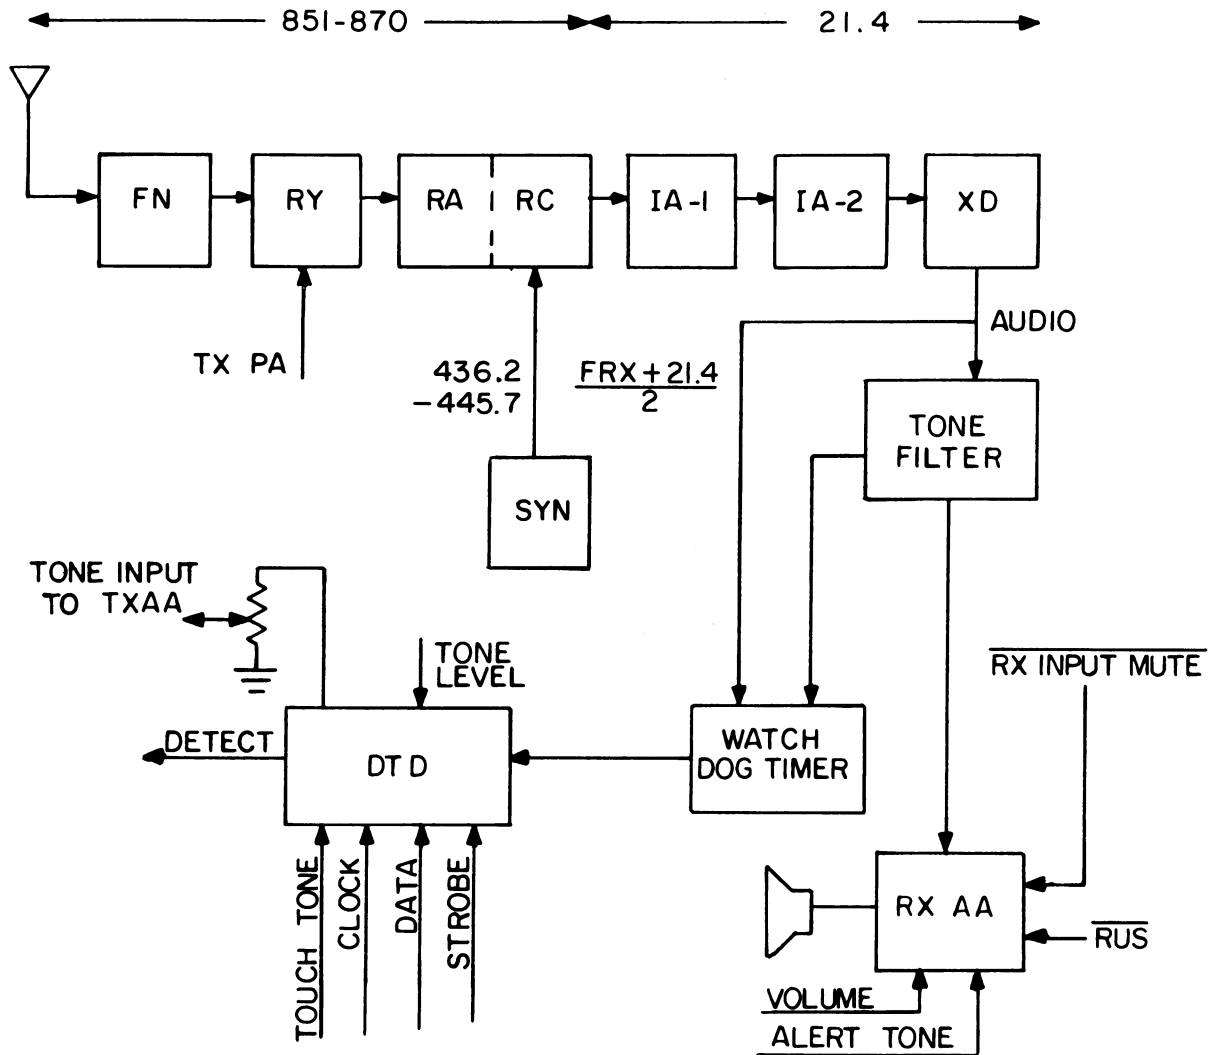 851-870
21.4
FN
RY
RA
RC
IA-1
IA-2
XD
AUDIO
TX PA
436.2
-445.7
FRX+21.4
2
TONE
FILTER
SYN
TONE INPUT
TO TXAA
TONE
LEVEL
RX INPUT MUTE
DETECT
DTD
WATCH
DOG TIMER
TOUCH TONE
CLOCK
DATA
STROBE
RX AA
RUS
VOLUME
ALERT TONE